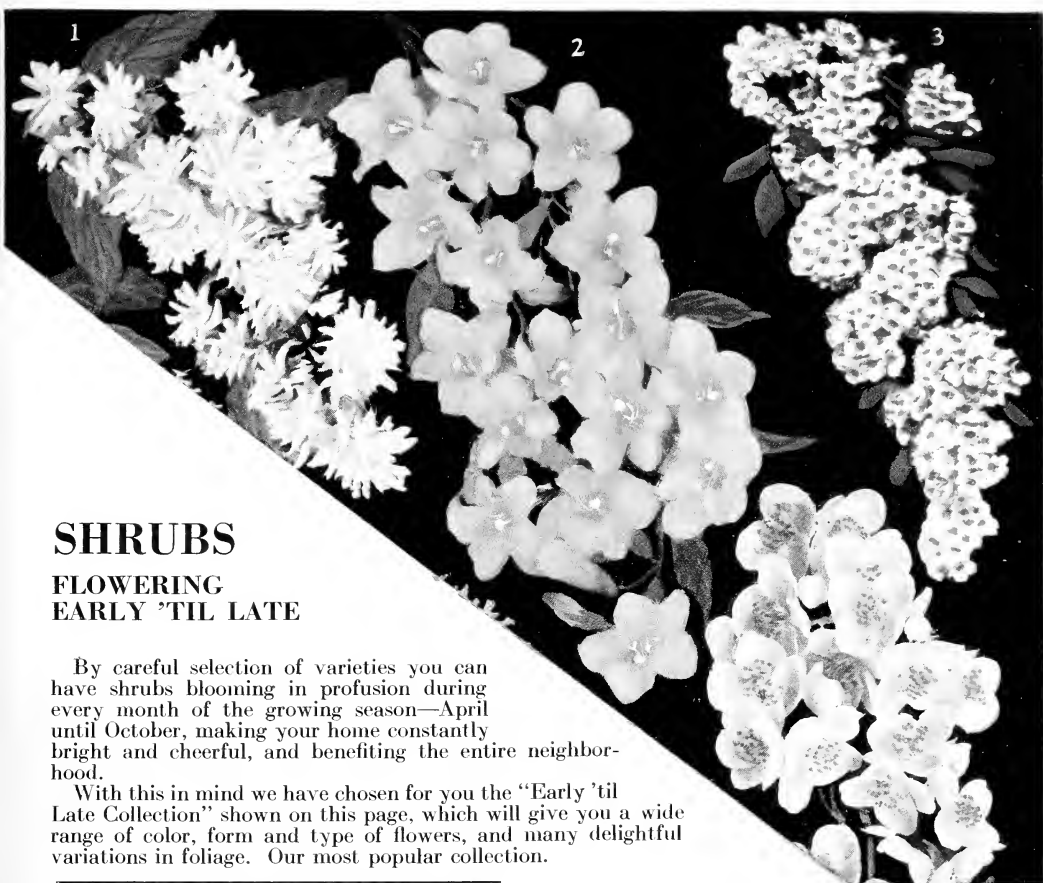 1
2
3
SHRUBS
FLOWERING
EARLY ’TIL LATE
By careful selection of varieties you can
have shrubs blooming in profusion during
every month of the growing season—April
until October, making your home constantly
bright and cheerful, and benefiting the entire neighbor-
hood.
With this in mind we have chosen for you the “Early ’til
Late Collection” shown on this page, which will give you a wide
range of color, form and type of flowers, and many delightful
variations in foliage. Our most popular collection.